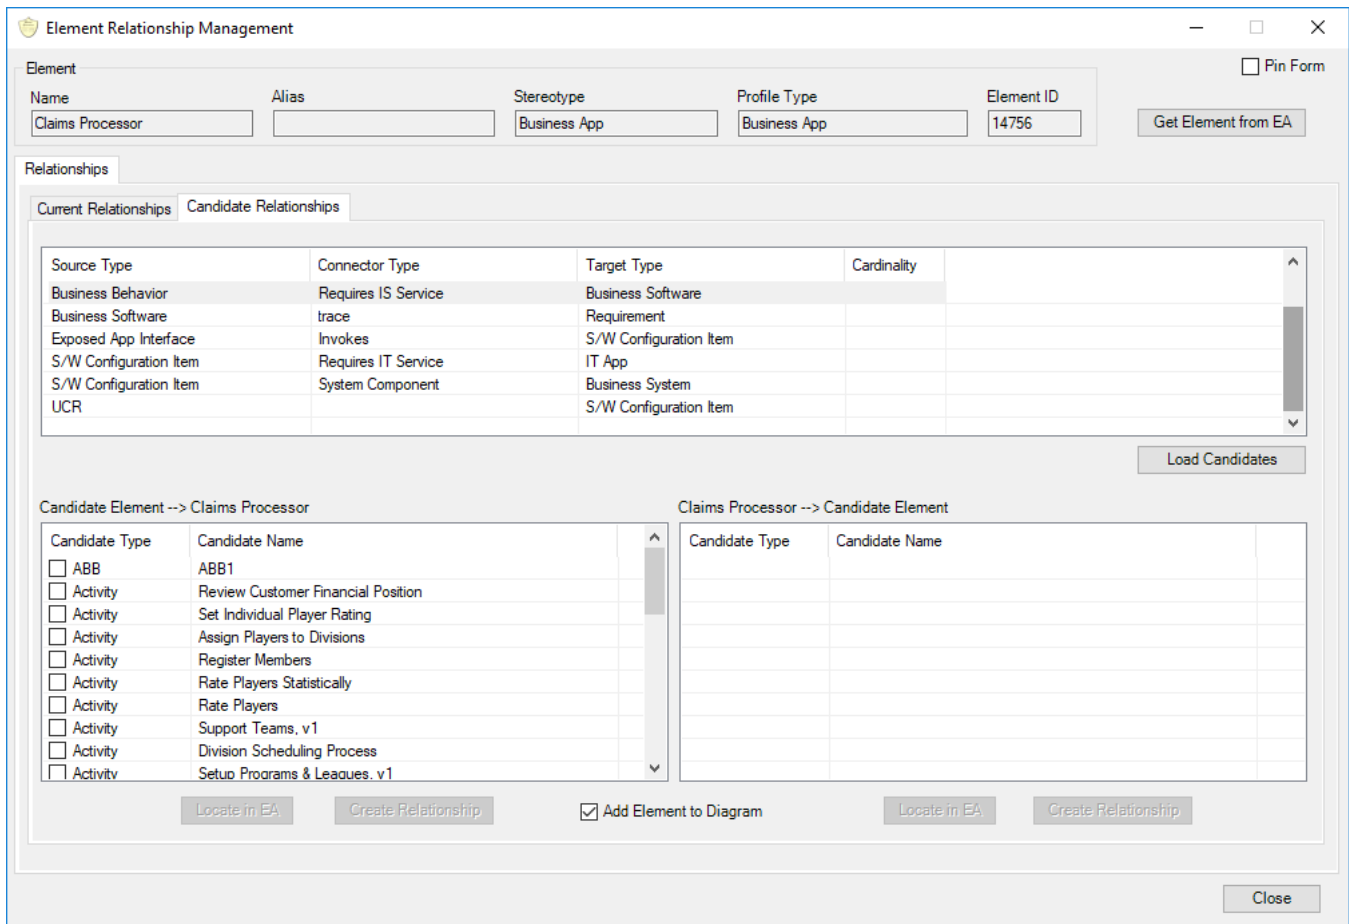 Element Relationship Management
Element
Pin Form
Name Alias Stereotype Profile Type Element ID
Claims Processor Business App Business App 14756
Get Element from EA
Relationships
Current Relationships Candidate Relationships
Source Type Connector Type Target Type Cardinality
Business Behavior Requires IS Service Business Software
Business Software trace Requirement
Exposed App Interface Invokes S/W Configuration Item
S/W Configuration Item Requires IT Service IT App
S/W Configuration Item System Component Business System
UCR S/W Configuration Item
Load Candidates
Candidate Element --> Claims Processor Claims Processor --> Candidate Element
Candidate Type Candidate Name Candidate Type Candidate Name
ABB ABB1
Activity Review Customer Financial Position
Activity Set Individual Player Rating
Activity Assign Players to Divisions
Activity Register Members
Activity Rate Players Statistically
Activity Rate Players
Activity Support Teams, v1
Activity Division Scheduling Process
Activity Setup Programs & Leagues, v1
Locate in EA Create Relationship Add Element to Diagram Locate in EA Create Relationship
Close